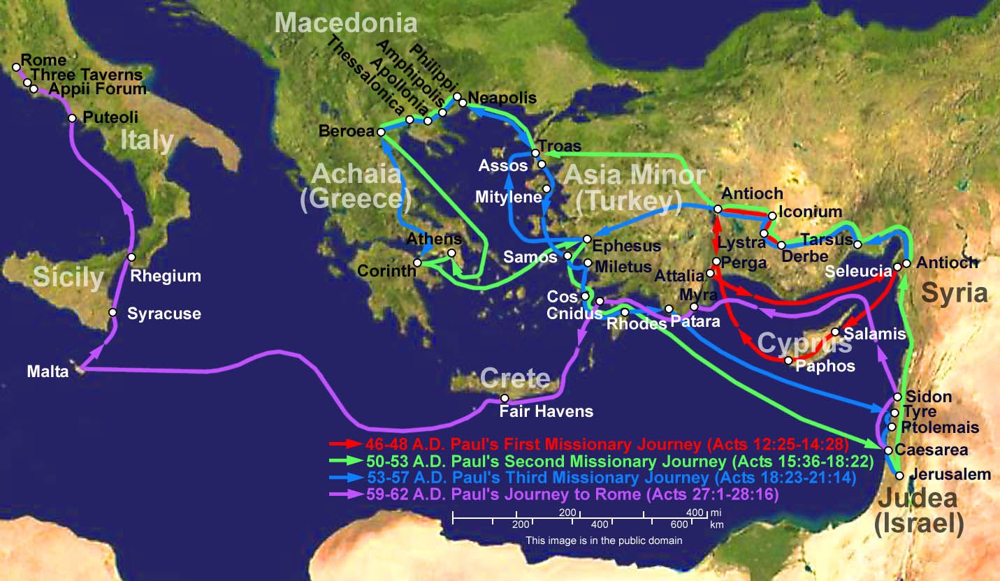 Macedonia
Rome
Three Taverns
Appii Forum
Puteoli
Italy
Philippi
Amphipolis
Apollonia
Thessalonica
Neapolis
Beroea
Troas
Assos
Mitylene
Achaia
(Greece)
Asia Minor
(Turkey)
Antioch
Iconium
Lystra
Derbe
Tarsus
Athens
Corinth
Ephesus
Samos
Miletus
Perga
Attalia
Myra
Seleucia
Antioch
Syria
Sicily
Rhegium
Syracuse
Cos
Cnidus
Rhodes
Patara
Salamis
Cyprus
Paphos
Malta
Crete
Fair Havens
Sidon
Tyre
Ptolemais
Caesarea
Jerusalem
Judea
(Israel)
46-48 A.D. Paul's First Missionary Journey (Acts 12:25-14:28)
50-53 A.D. Paul's Second Missionary Journey (Acts 15:36-18:22)
53-57 A.D. Paul's Third Missionary Journey (Acts 18:23-21:14)
59-62 A.D. Paul's Journey to Rome (Acts 27:1-28:16)
200 400 mi
200 400 600 km
This image is in the public domain